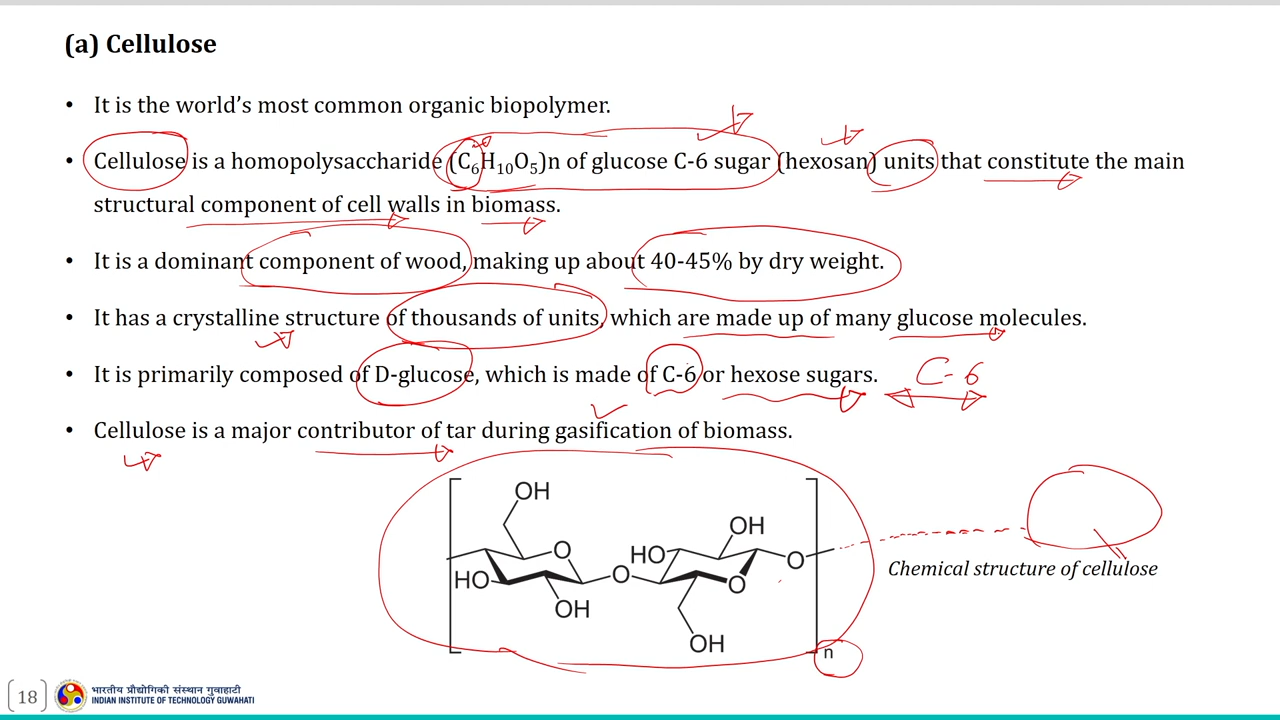 (a) Cellulose
• It is the world's most common organic biopolymer.
• Cellulose is a homopolysaccharide (C₆H₁₀O₅)n of glucose C-6 sugar (hexosan) units that constitute the main
structural component of cell walls in biomass.
• It is a dominant component of wood, making up about 40-45% by dry weight.
• It has a crystalline structure of thousands of units, which are made up of many glucose molecules.
• It is primarily composed of D-glucose, which is made of C-6 or hexose sugars.
C-6
• Cellulose is a major contributor of tar during gasification of biomass.
OH
OH
O
HO
O
HO
O
O
OH
OH
n
Chemical structure of cellulose
18
भारतीय प्रौद्योगिकी संस्थान गुवाहाटी
INDIAN INSTITUTE OF TECHNOLOGY GUWAHATI